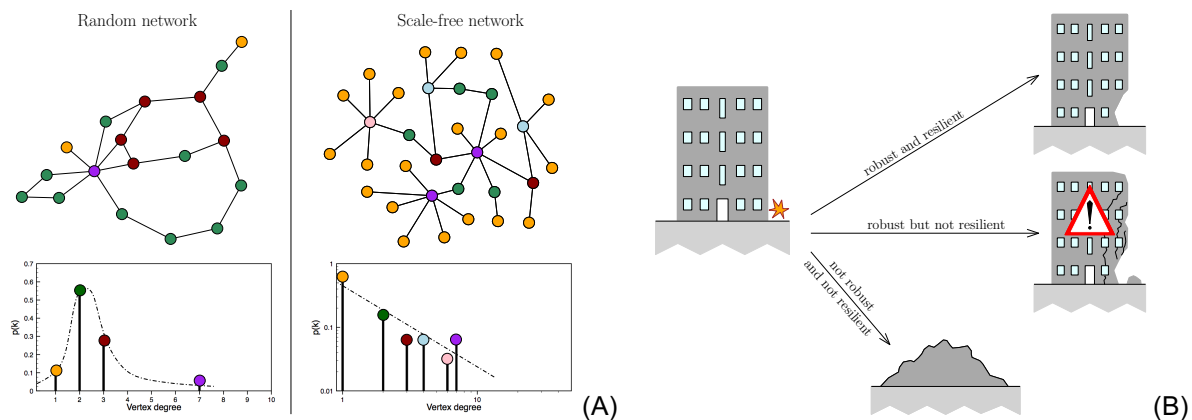 Random network
Scale-free network
0.7
0.6
0.5
0.4
0.3
0.2
0.1
0
p(k)
0 1 2 3 4 5 6 7 8 9 10
Vertex degree
1
0.1
0.01
p(k)
1 10
Vertex degree
(A)
robust and resilient
robust but not resilient
!
not robust
and not resilient
(B)